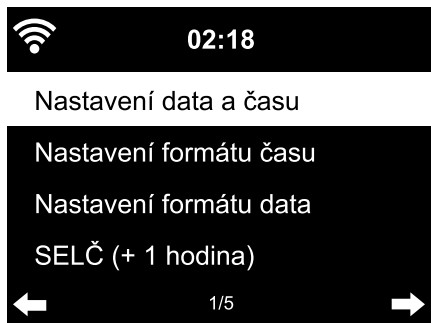 02:18
Nastavení data a času
Nastavení formátu času
Nastavení formátu data
SELČ (+ 1 hodina)
1/5